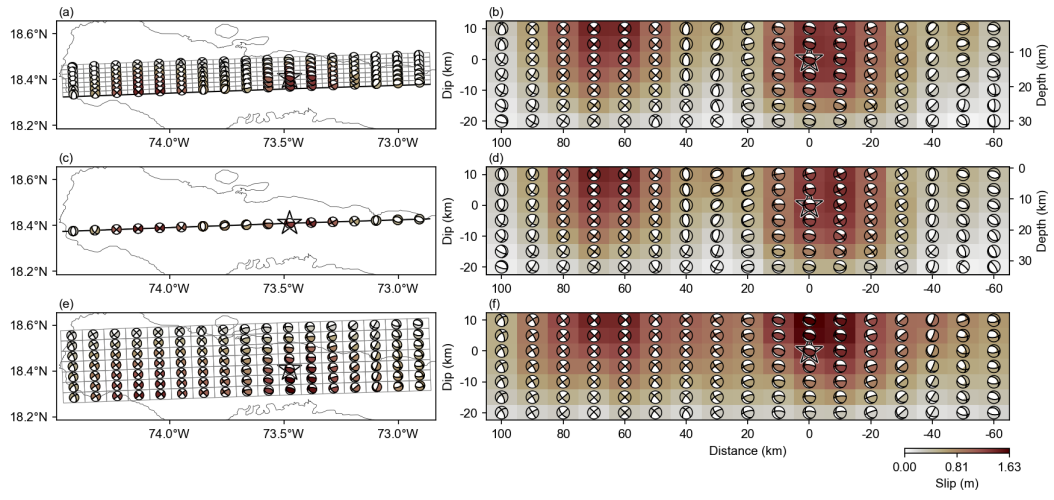 (a)
(b)
18.6°N
18.4°N
18.2°N
74.0°W
73.5°W
73.0°W
10
0
-10
-20
Dip (km)
100
80
60
40
20
0
-20
-40
-60
10
20
30
Depth (km)
(c)
(d)
18.6°N
18.4°N
18.2°N
74.0°W
73.5°W
73.0°W
10
0
-10
-20
Dip (km)
100
80
60
40
20
0
-20
-40
-60
0
10
20
30
Depth (km)
(e)
(f)
18.6°N
18.4°N
18.2°N
74.0°W
73.5°W
73.0°W
10
0
-10
-20
Dip (km)
100
80
60
40
20
0
-20
-40
-60
Distance (km)
0.00
0.81
1.63
Slip (m)